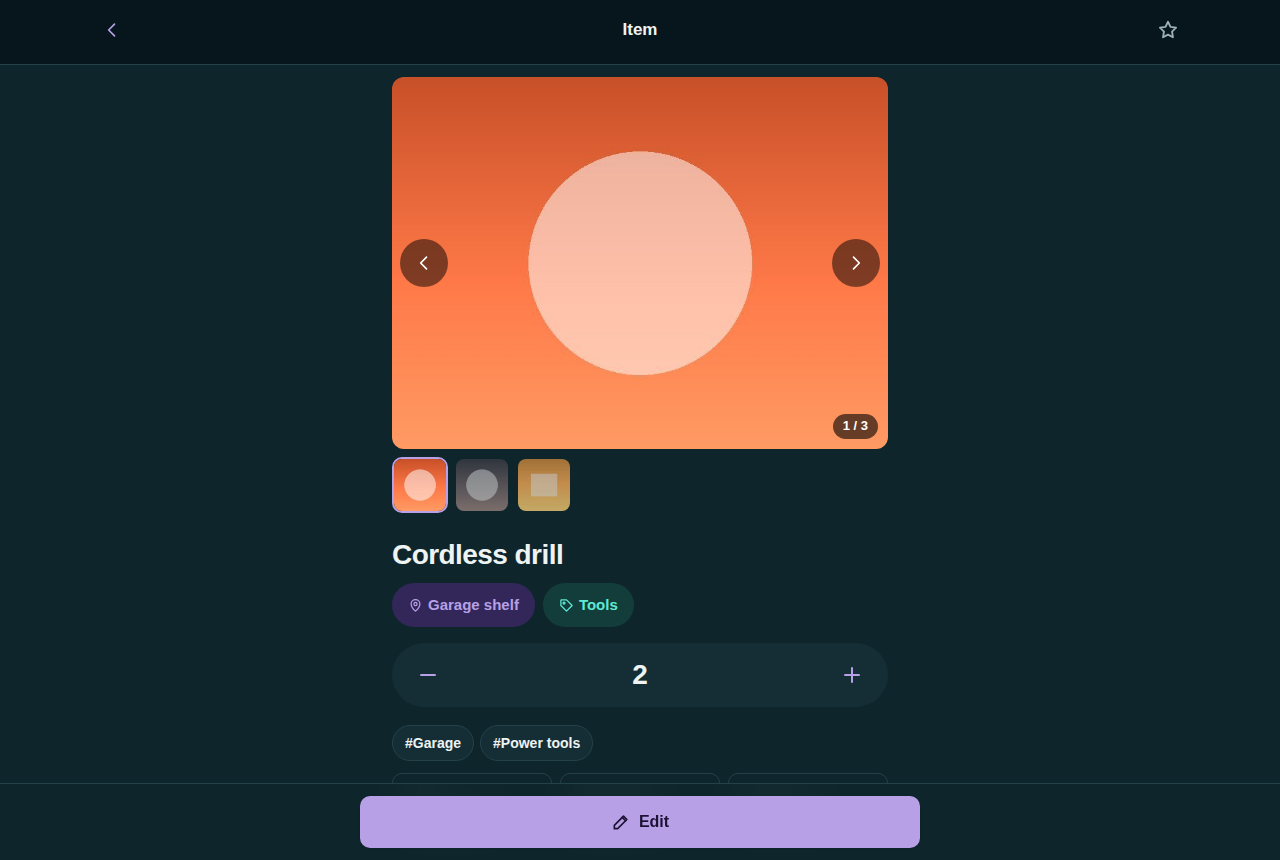 Item
1 / 3
Cordless drill
Garage shelf
Tools
2
#Garage
#Power tools
Edit